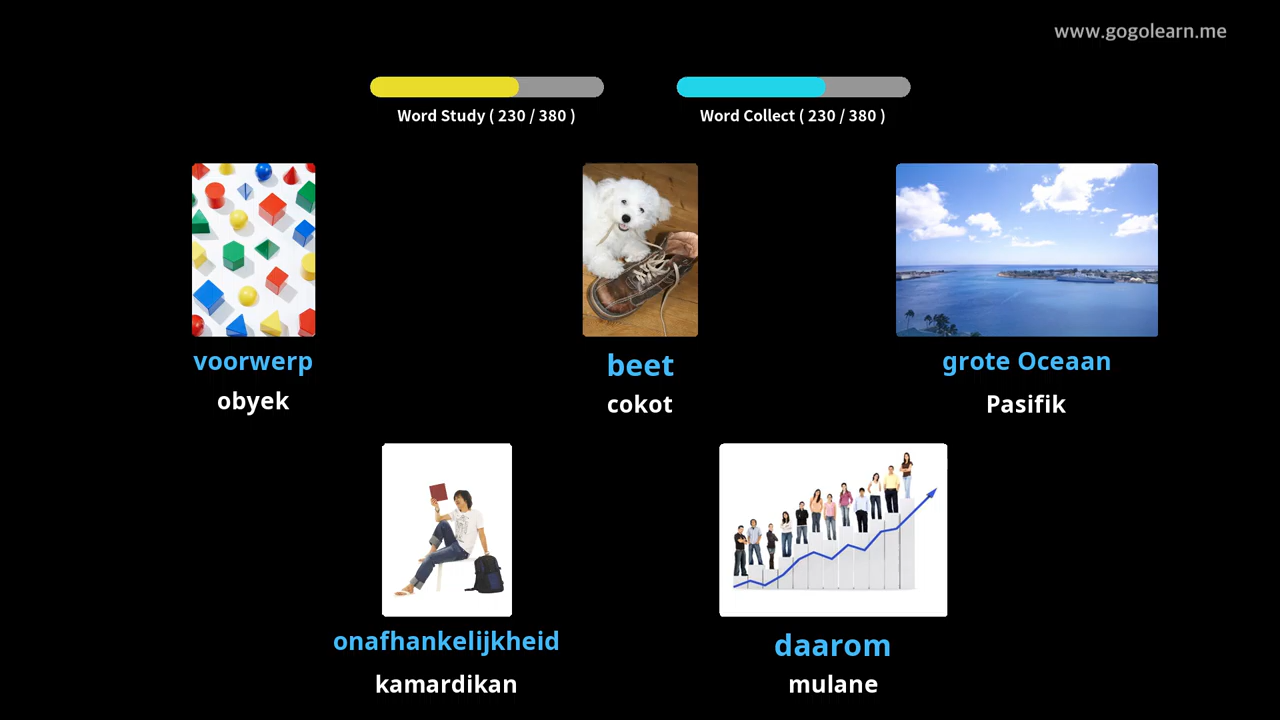 www.gogolearn.me
Word Study ( 230 / 380 )
Word Collect ( 230 / 380 )
voorwerp
obyek
beet
cokot
grote Oceaan
Pasifik
onafhankelijkheid
kamardikan
daarom
mulane